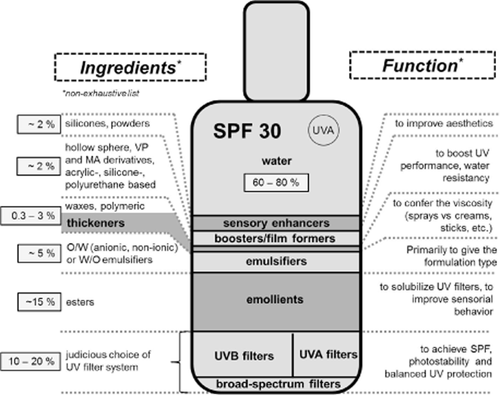 Ingredients*
*non-exhaustive list
Function*
SPF 30
UVA
water
60 – 80 %
~ 2 %
silicones, powders
sensory enhancers
to improve aesthetics
~ 2 %
hollow sphere, VP
and MA derivatives,
acrylic-, silicone-,
polyurethane based
boosters/film formers
to boost UV
performance, water
resistancy
0.3 – 3 %
waxes, polymeric
thickeners
to confer the viscosity
(sprays vs creams,
sticks, etc.)
~ 5 %
O/W (anionic, non-ionic)
or W/O emulsifiers
emulsifiers
Primarily to give the
formulation type
~15 %
esters
emollients
to solubilize UV filters, to
improve sensorial
behavior
10 – 20 %
judicious choice of
UV filter system
UVB filters
UVA filters
broad-spectrum filters
to achieve SPF,
photostability and
balanced UV protection